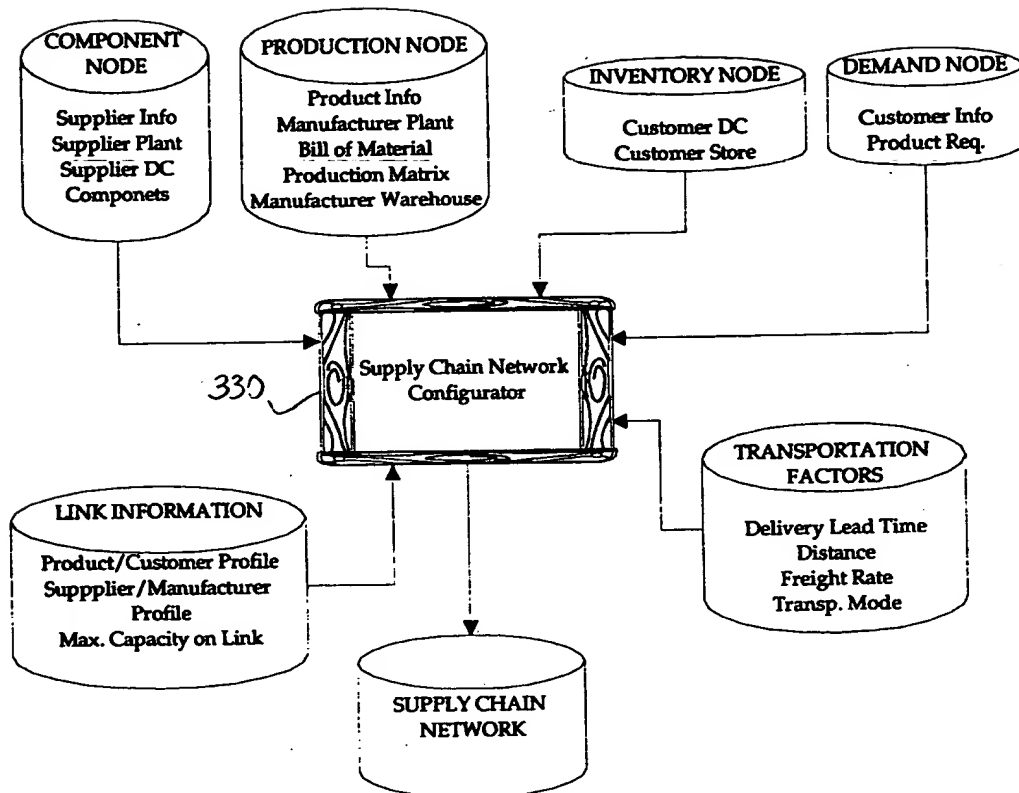 COMPONENT
NODE
Supplier Info
Supplier Plant
Supplier DC
Componets
PRODUCTION NODE
Product Info
Manufacturer Plant
Bill of Material
Production Matrix
Manufacturer Warehouse
INVENTORY NODE
Customer DC
Customer Store
DEMAND NODE
Customer Info
Product Req.
Supply Chain Network
Configurator
330
LINK INFORMATION
Product/Customer Profile
Suppplier/Manufacturer
Profile
Max. Capacity on Link
TRANSPORTATION
FACTORS
Delivery Lead Time
Distance
Freight Rate
Transp. Mode
SUPPLY CHAIN
NETWORK